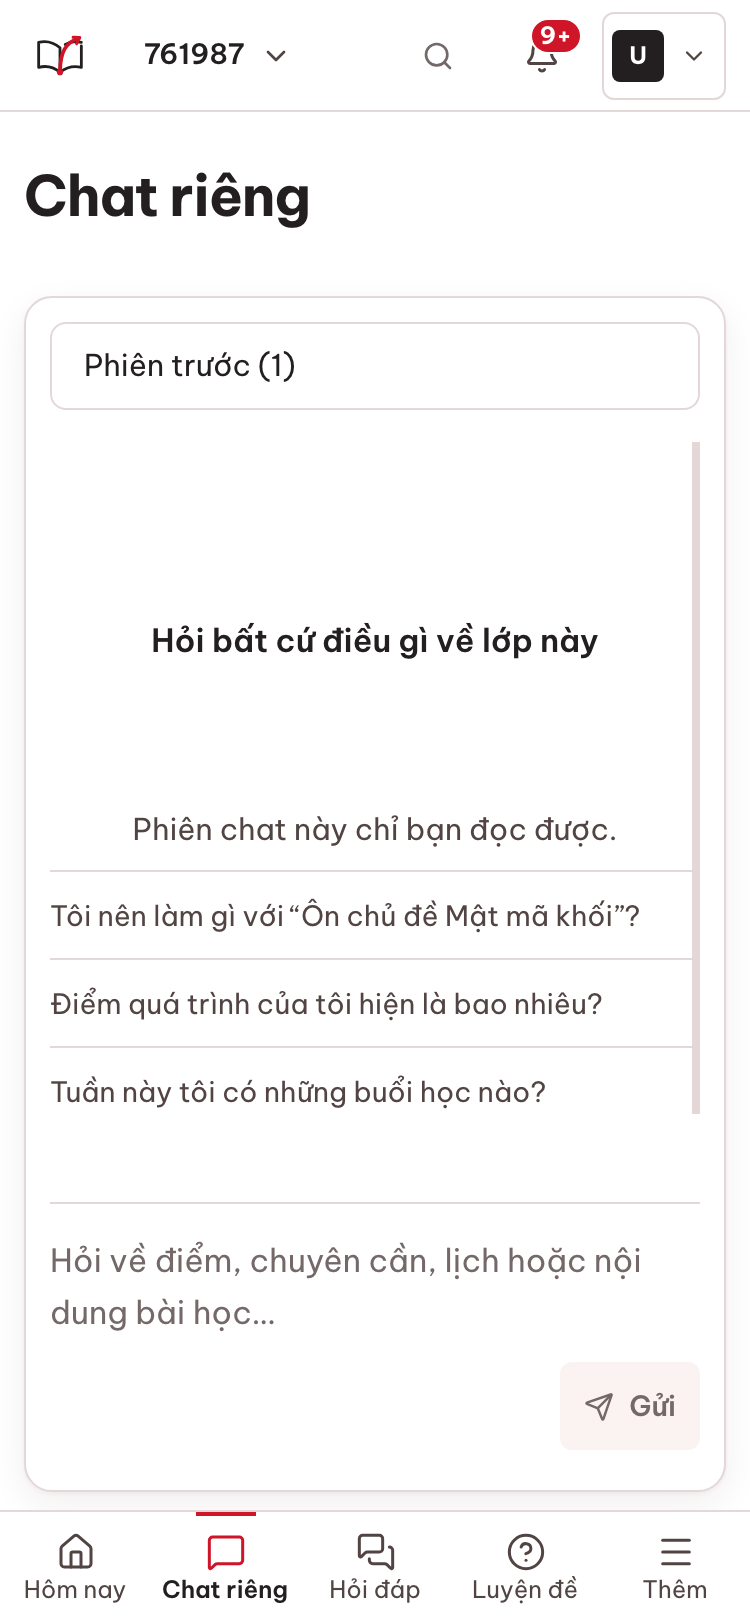 761987
9+
U
Chat riêng
Phiên trước (1)
Hỏi bất cứ điều gì về lớp này
Phiên chat này chỉ bạn đọc được.
Tôi nên làm gì với “Ôn chủ đề Mật mã khối”?
Điểm quá trình của tôi hiện là bao nhiêu?
Tuần này tôi có những buổi học nào?
Hỏi về điểm, chuyên cần, lịch hoặc nội
dung bài học...
Gửi
Hôm nay
Chat riêng
Hỏi đáp
Luyện đề
Thêm